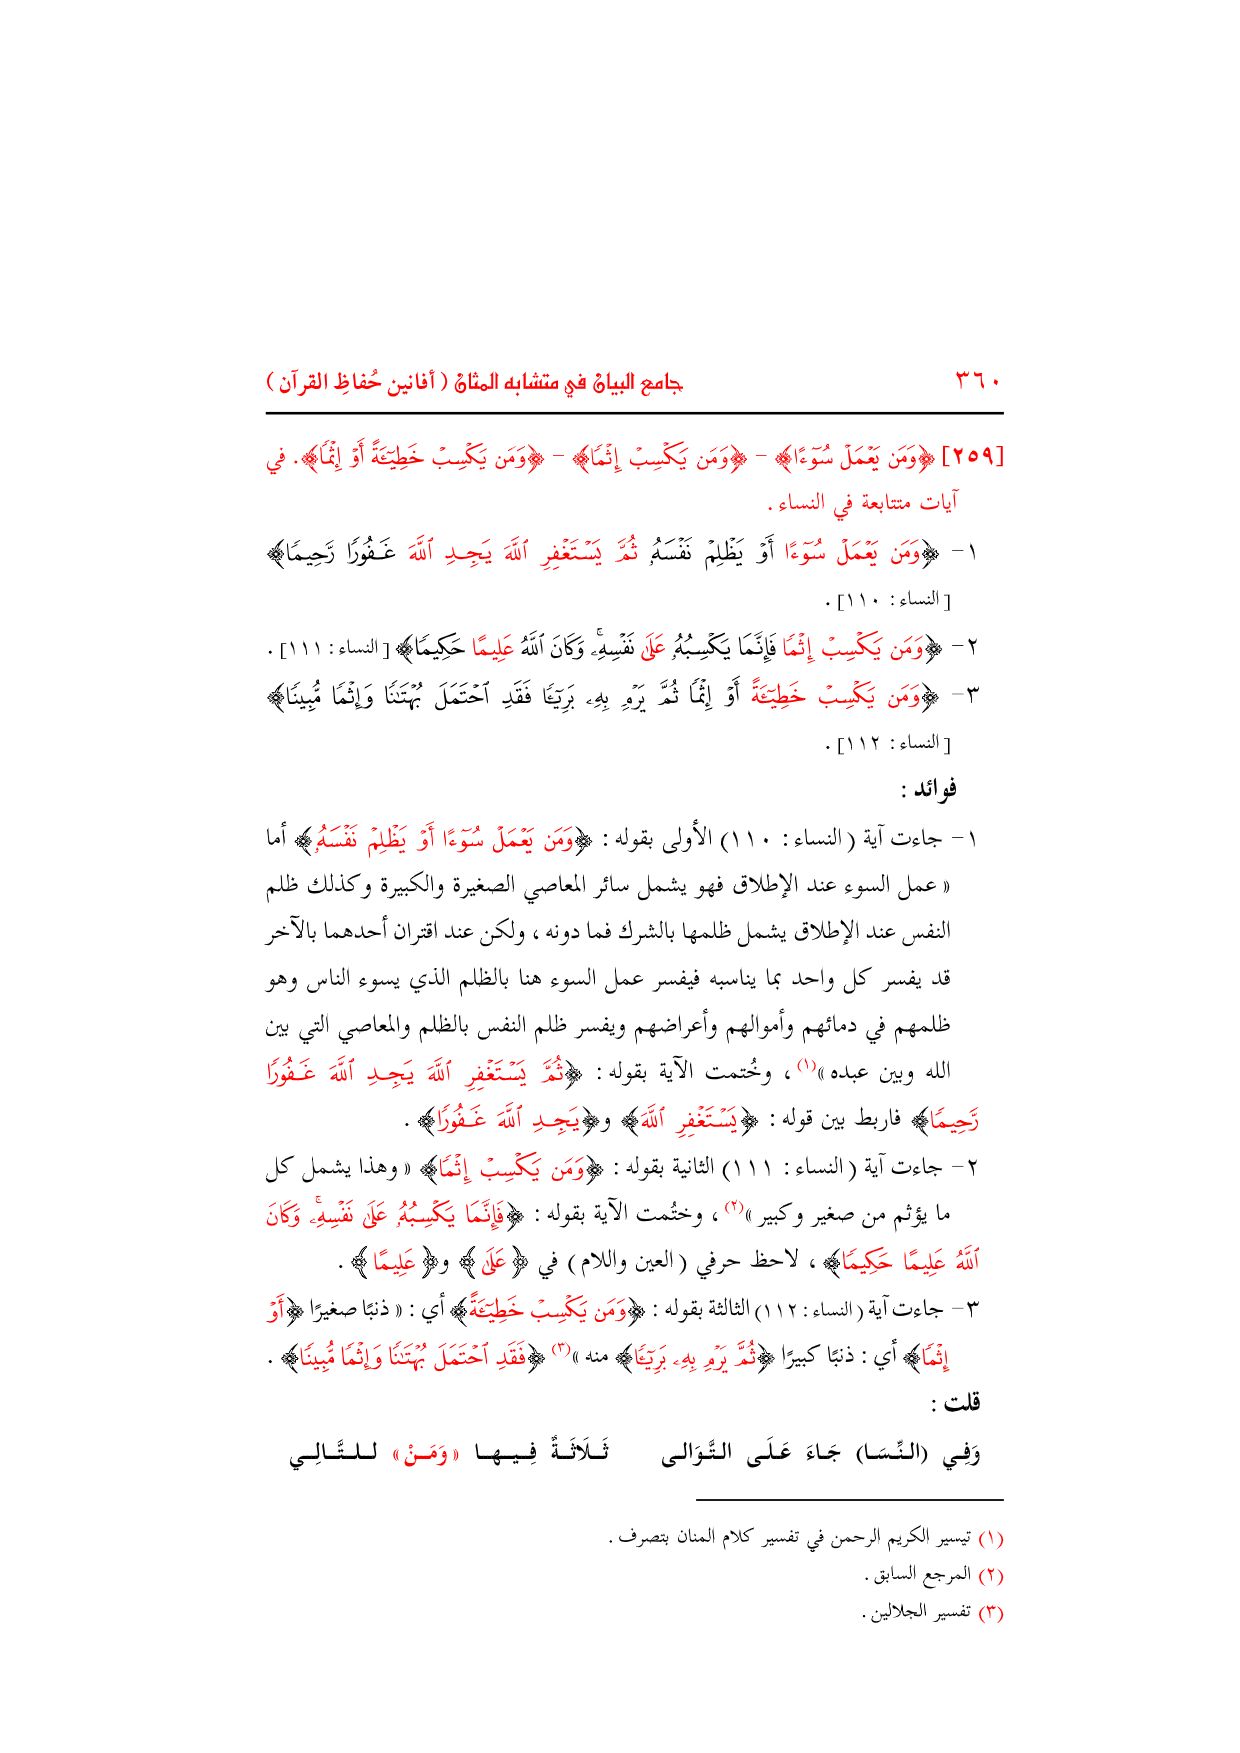 ٣٦٠ جامع البيان في متشابه المثان ( أفانين حُفاظِ القرآن )
[٢٥٩] ﴿وَمَن يَعۡمَلۡ سُوٓءًا﴾ – ﴿وَمَن يَكۡسِبۡ إِثۡمٗا﴾ – ﴿وَمَن يَكۡسِبۡ خَطِيٓـَٔةً أَوۡ إِثۡمٗا﴾. في
آيات متتابعة في النساء .
١- ﴿وَمَن يَعۡمَلۡ سُوٓءًا أَوۡ يَظۡلِمۡ نَفۡسَهُۥ ثُمَّ يَسۡتَغۡفِرِ ٱللَّهَ يَجِدِ ٱللَّهَ غَفُورٗا رَّحِيمٗا﴾
[ النساء : ١١٠] .
٢- ﴿وَمَن يَكۡسِبۡ إِثۡمٗا فَإِنَّمَا يَكۡسِبُهُۥ عَلَىٰ نَفۡسِهِۦۚ وَكَانَ ٱللَّهُ عَلِيمًا حَكِيمٗا﴾ [ النساء : ١١١] .
٣- ﴿وَمَن يَكۡسِبۡ خَطِيٓـَٔةً أَوۡ إِثۡمٗا ثُمَّ يَرۡمِ بِهِۦ بَرِيٓـٔٗا فَقَدِ ٱحۡتَمَلَ بُهۡتَٰنٗا وَإِثۡمٗا مُّبِينٗا﴾
[ النساء : ١١٢] .
فوائد :
١- جاءت آية ( النساء : ١١٠) الأولى بقوله : ﴿وَمَن يَعۡمَلۡ سُوٓءًا أَوۡ يَظۡلِمۡ نَفۡسَهُۥ﴾ أما
« عمل السوء عند الإطلاق فهو يشمل سائر المعاصي الصغيرة والكبيرة وكذلك ظلم
النفس عند الإطلاق يشمل ظلمها بالشرك فما دونه ، ولكن عند اقتران أحدهما بالآخر
قد يفسر كل واحد بما يناسبه فيفسر عمل السوء هنا بالظلم الذي يسوء الناس وهو
ظلمهم في دمائهم وأموالهم وأعراضهم ويفسر ظلم النفس بالظلم والمعاصي التي بين
الله وبين عبده »(١) ، وخُتمت الآية بقوله : ﴿ثُمَّ يَسۡتَغۡفِرِ ٱللَّهَ يَجِدِ ٱللَّهَ غَفُورٗا
رَّحِيمٗا﴾ فاربط بين قوله : ﴿يَسۡتَغۡفِرِ ٱللَّهَ﴾ و﴿يَجِدِ ٱللَّهَ غَفُورٗا﴾ .
٢- جاءت آية ( النساء : ١١١) الثانية بقوله : ﴿وَمَن يَكۡسِبۡ إِثۡمٗا﴾ « وهذا يشمل كل
ما يؤثم من صغير وكبير »(٢) ، وختُمت الآية بقوله : ﴿فَإِنَّمَا يَكۡسِبُهُۥ عَلَىٰ نَفۡسِهِۦۚ وَكَانَ
ٱللَّهُ عَلِيمًا حَكِيمٗا﴾ ، لاحظ حرفي ( العين واللام ) في ﴿ عَلَىٰ ﴾ و﴿ عَلِيمًا ﴾ .
٣- جاءت آية ( النساء : ١١٢) الثالثة بقوله : ﴿وَمَن يَكۡسِبۡ خَطِيٓـَٔةً﴾ أي : « ذنبًا صغيرًا ﴿أَوۡ
إِثۡمٗا﴾ أي : ذنبًا كبيرًا ﴿ثُمَّ يَرۡمِ بِهِۦ بَرِيٓـٔٗا﴾ منه »(٣) ﴿فَقَدِ ٱحۡتَمَلَ بُهۡتَٰنٗا وَإِثۡمٗا مُّبِينٗا﴾ .
قلت :
وَفِي (النِّسَا) جَاءَ عَلَى التَّوَالى ثَلَاثَةٌ فِيهَا « وَمَنْ » لـلـتَّـالِـي
(١) تيسير الكريم الرحمن في تفسير كلام المنان بتصرف .
(٢) المرجع السابق .
(٣) تفسير الجلالين .